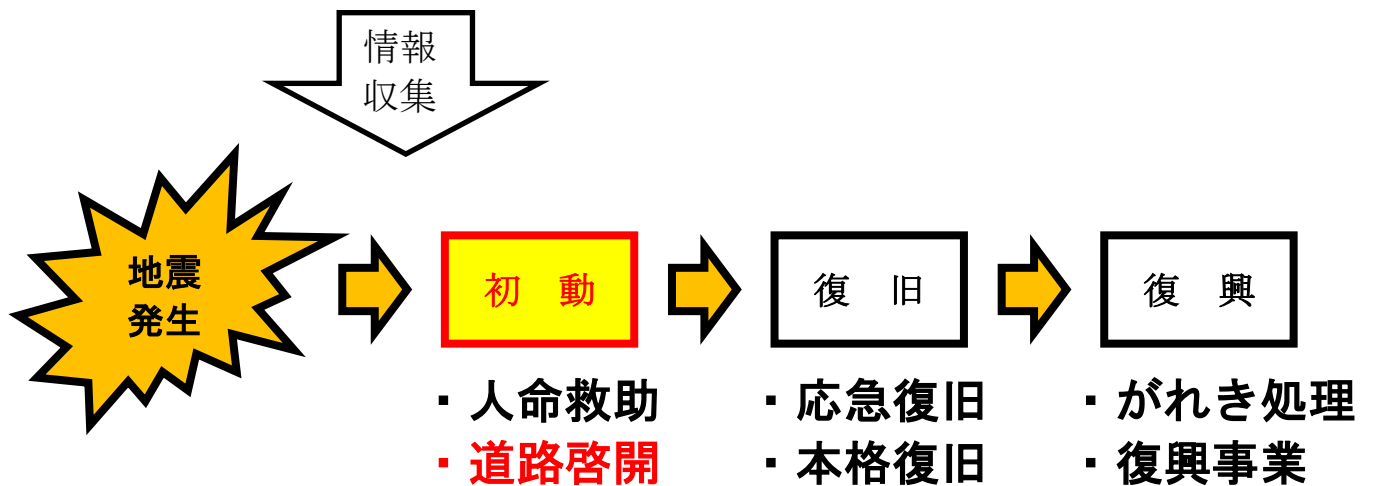 情報
収集
地震
発生
初　動
復　旧
復　興
・人命救助
・道路啓開
・応急復旧
・本格復旧
・がれき処理
・復興事業